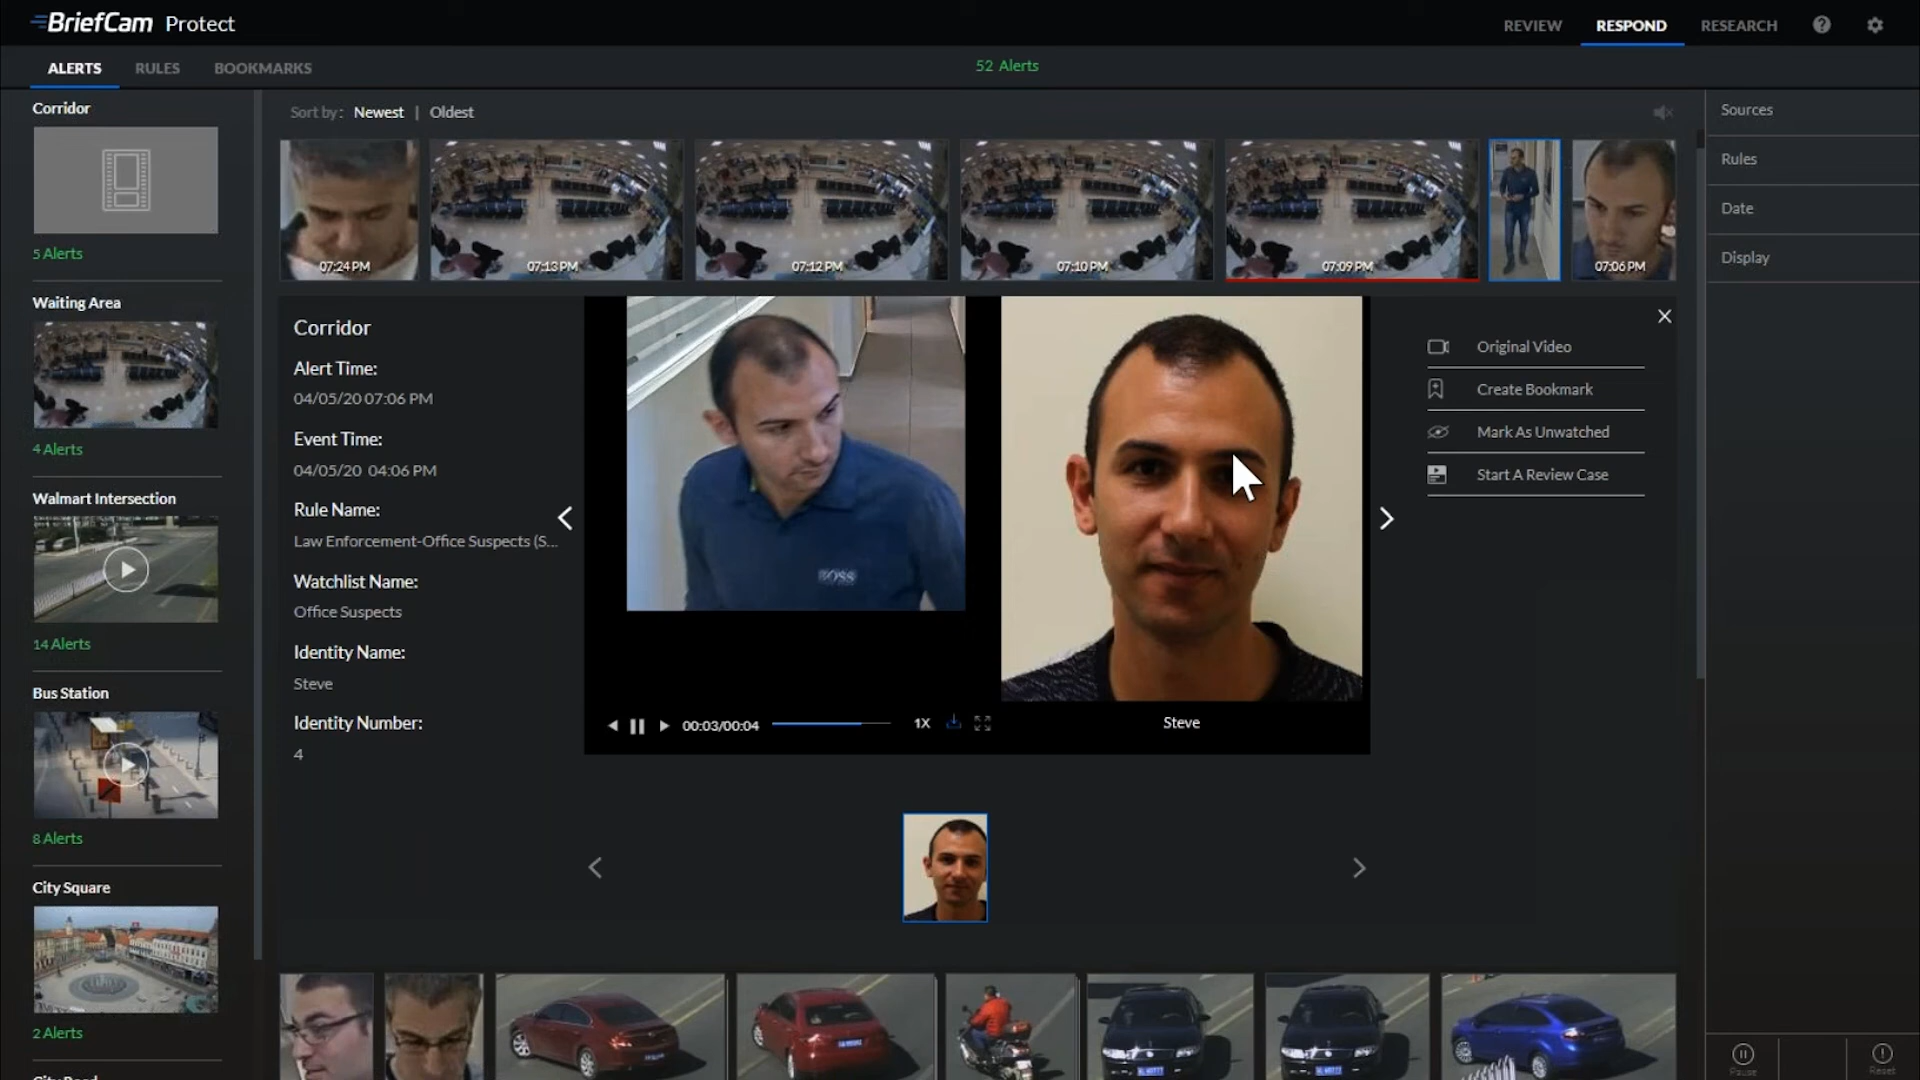 BriefCam Protect
REVIEW
RESPOND
RESEARCH
ALERTS
RULES
BOOKMARKS
52 Alerts
Corridor
5 Alerts
Waiting Area
4 Alerts
Walmart Intersection
14 Alerts
Bus Station
8 Alerts
City Square
2 Alerts
Sort by: Newest | Oldest
07:24 PM
07:13 PM
07:12 PM
07:10 PM
07:09 PM
07:06 PM
Corridor
Alert Time:
04/05/20 07:06 PM
Event Time:
04/05/20 04:06 PM
Rule Name:
Law Enforcement-Office Suspects (S...
Watchlist Name:
Office Suspects
Identity Name:
Steve
Identity Number:
4
BOSS
00:03/00:04
1X
Steve
Original Video
Create Bookmark
Mark As Unwatched
Start A Review Case
Sources
Rules
Date
Display
Pause
Reset